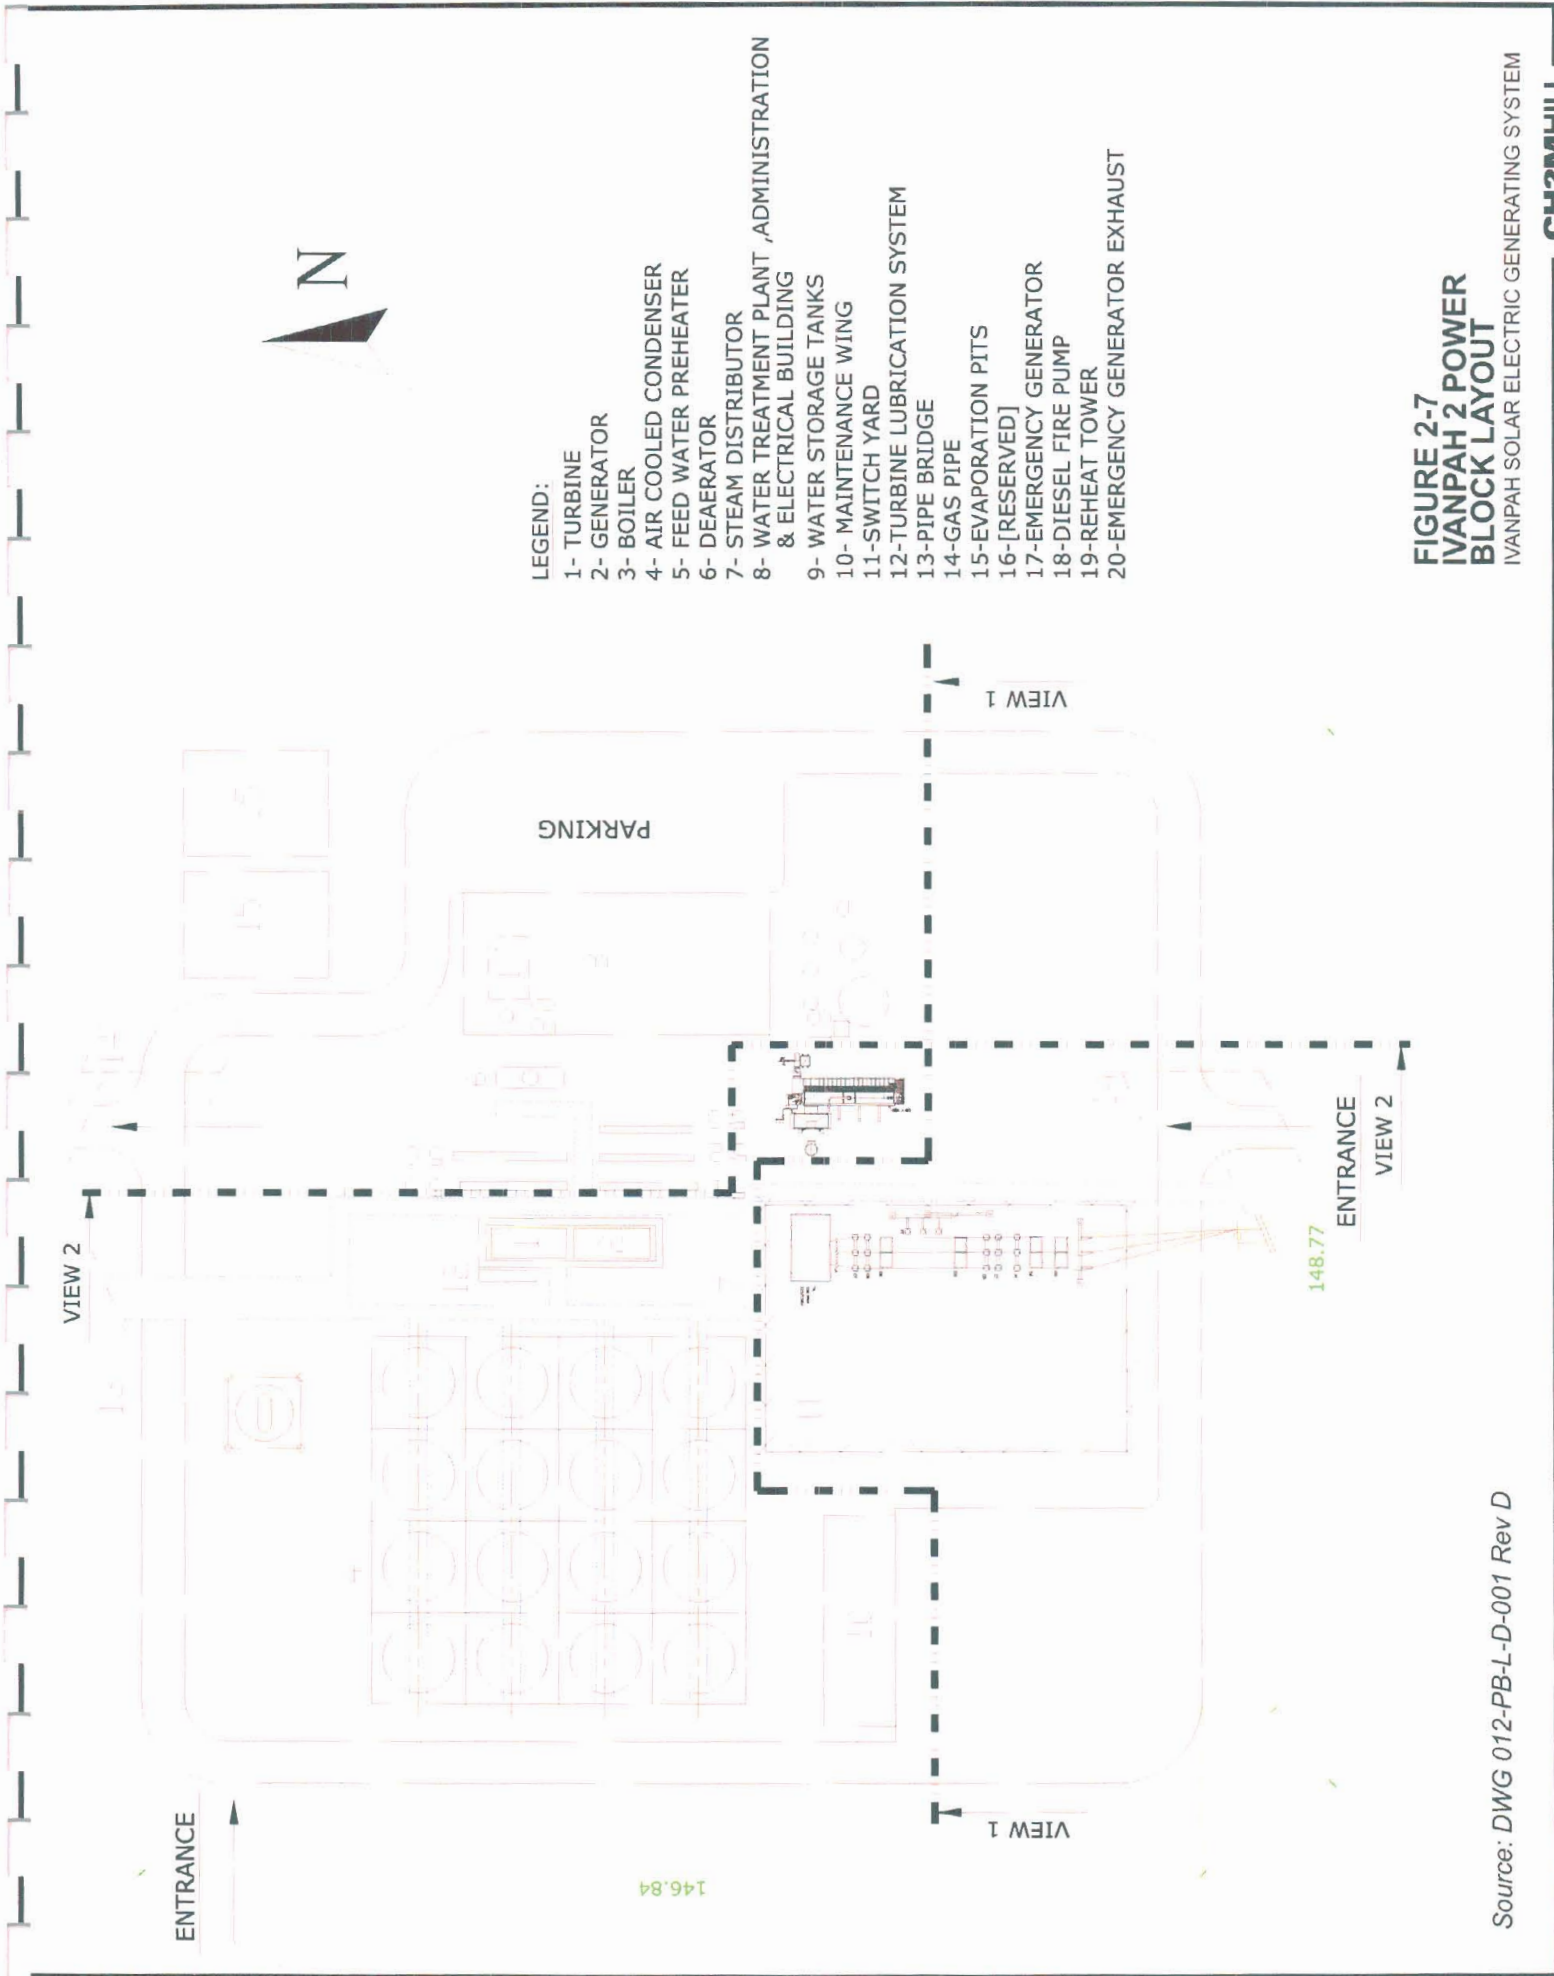 VIEW 2
ENTRANCE
N
LEGEND:
1- TURBINE
2- GENERATOR
3- BOILER
4- AIR COOLED CONDENSER
5- FEED WATER PREHEATER
6- DEAERATOR
7- STEAM DISTRIBUTOR
8- WATER TREATMENT PLANT ,ADMINISTRATION
& ELECTRICAL BUILDING
9- WATER STORAGE TANKS
10- MAINTENANCE WING
11-SWITCH YARD
12-TURBINE LUBRICATION SYSTEM
13-PIPE BRIDGE
14-GAS PIPE
15-EVAPORATION PITS
16-[RESERVED]
17-EMERGENCY GENERATOR
18-DIESEL FIRE PUMP
19-REHEAT TOWER
20-EMERGENCY GENERATOR EXHAUST
PARKING
15
4
11
146.84
VIEW 1
VIEW 1
148.77
ENTRANCE
VIEW 2
FIGURE 2-7
IVANPAH 2 POWER
BLOCK LAYOUT
IVANPAH SOLAR ELECTRIC GENERATING SYSTEM
Source: DWG 012-PB-L-D-001 Rev D
CH2MHILL